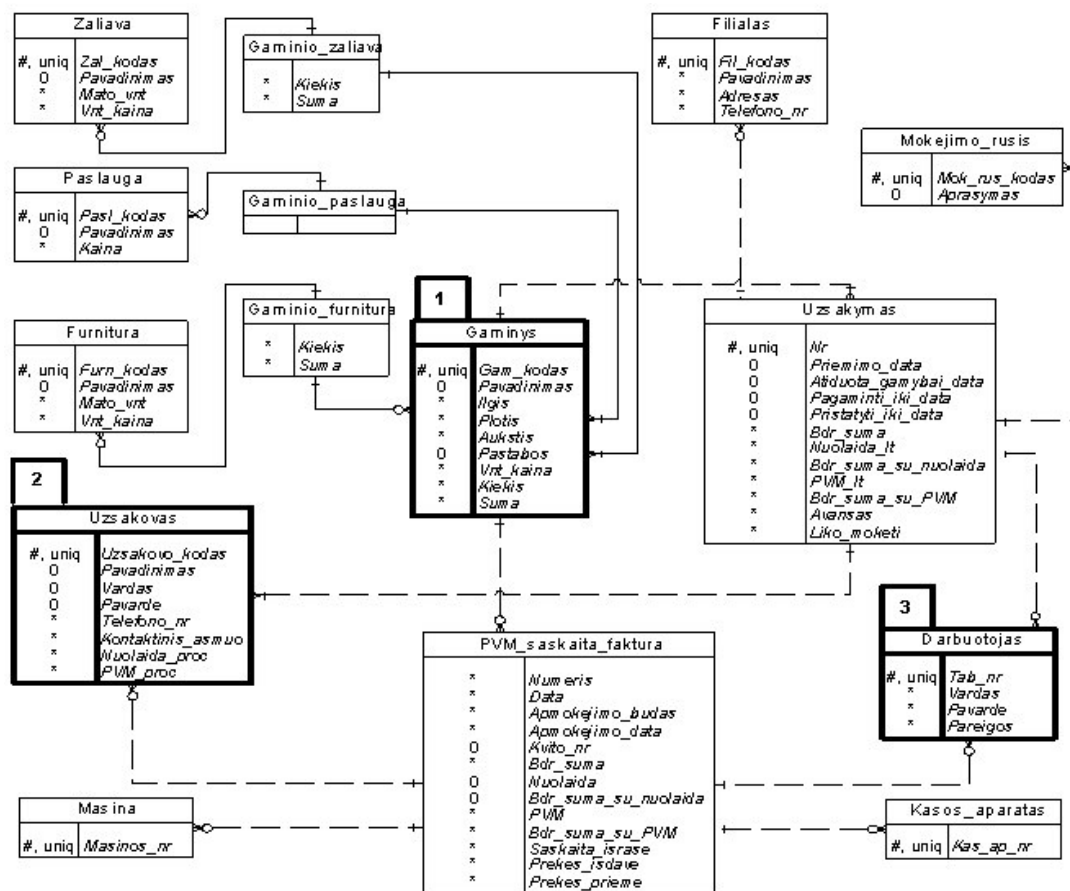 Zaliava
#, uniq Zal_kodas
0 Pavadinimas
* Mato_vnt
* Vnt_kaina
Gaminio_zaliava
* Kiekis
* Suma
Filialas
#, uniq Fil_kodas
* Pavadinimas
* Adresas
* Telefono_nr
Mokejimo_rusis
#, uniq Mok_rus_kodas
0 Aprasymas
Paslauga
#, uniq Pasl_kodas
0 Pavadinimas
* Kaina
Gaminio_paslauga
Furnitura
#, uniq Furn_kodas
0 Pavadinimas
* Mato_vnt
* Vnt_kaina
Gaminio_furnitura
* Kiekis
* Suma
1
Gaminys
#, uniq Gam_kodas
0 Pavadinimas
* Ilgis
* Plotis
* Aukstis
0 Pastabos
* Vnt_kaina
* Kiekis
* Suma
Uzsakymas
#, uniq Nr
0 Priemimo_data
0 Atiduota_gamybai_data
0 Pagaminti_iki_data
0 Pristatyti_iki_data
* Bdr_suma
* Nuolaida_lt
* Bdr_suma_su_nuolaida
* PVM_lt
* Bdr_suma_su_PVM
* Avansas
* Liko_moketi
2
Uzsakovas
#, uniq Uzsakovo_kodas
0 Pavadinimas
0 Vardas
0 Pavarde
* Telefono_nr
* Kontaktinis_asmuo
* Nuolaida_proc
* PVM_proc
3
Darbuotojas
#, uniq Tab_nr
* Vardas
* Pavarde
* Pareigos
PVM_saskaita_faktura
* Numeris
* Data
* Apmokejimo_budas
* Apmokejimo_data
0 Kvito_nr
* Bdr_suma
0 Nuolaida
0 Bdr_suma_su_nuolaida
* PVM
* Bdr_suma_su_PVM
* Saskaita_israse
* Prekes_isdave
* Prekes_prieme
Masina
#, uniq Masinos_nr
Kasos_aparatas
#, uniq Kas_ap_nr